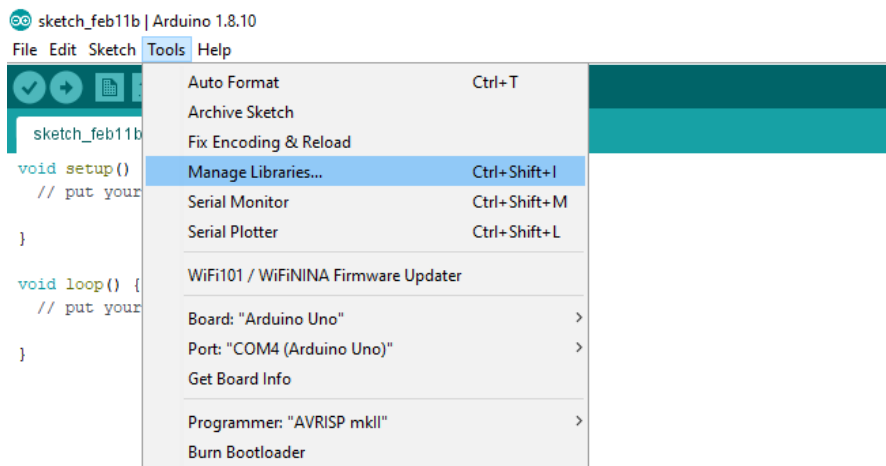 sketch_feb11b | Arduino 1.8.10
File Edit Sketch Tools Help
sketch_feb11b
void setup()
// put your
}
void loop() {
// put your
}
Auto Format Ctrl+T
Archive Sketch
Fix Encoding & Reload
Manage Libraries... Ctrl+Shift+I
Serial Monitor Ctrl+Shift+M
Serial Plotter Ctrl+Shift+L
WiFi101 / WiFiNINA Firmware Updater
Board: "Arduino Uno"
Port: "COM4 (Arduino Uno)"
Get Board Info
Programmer: "AVRISP mkII"
Burn Bootloader